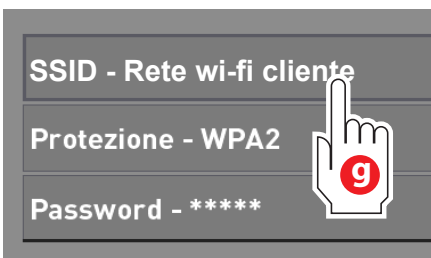 SSID - Rete wi-fi cliente
Protezione - WPA2
g
Password - *****